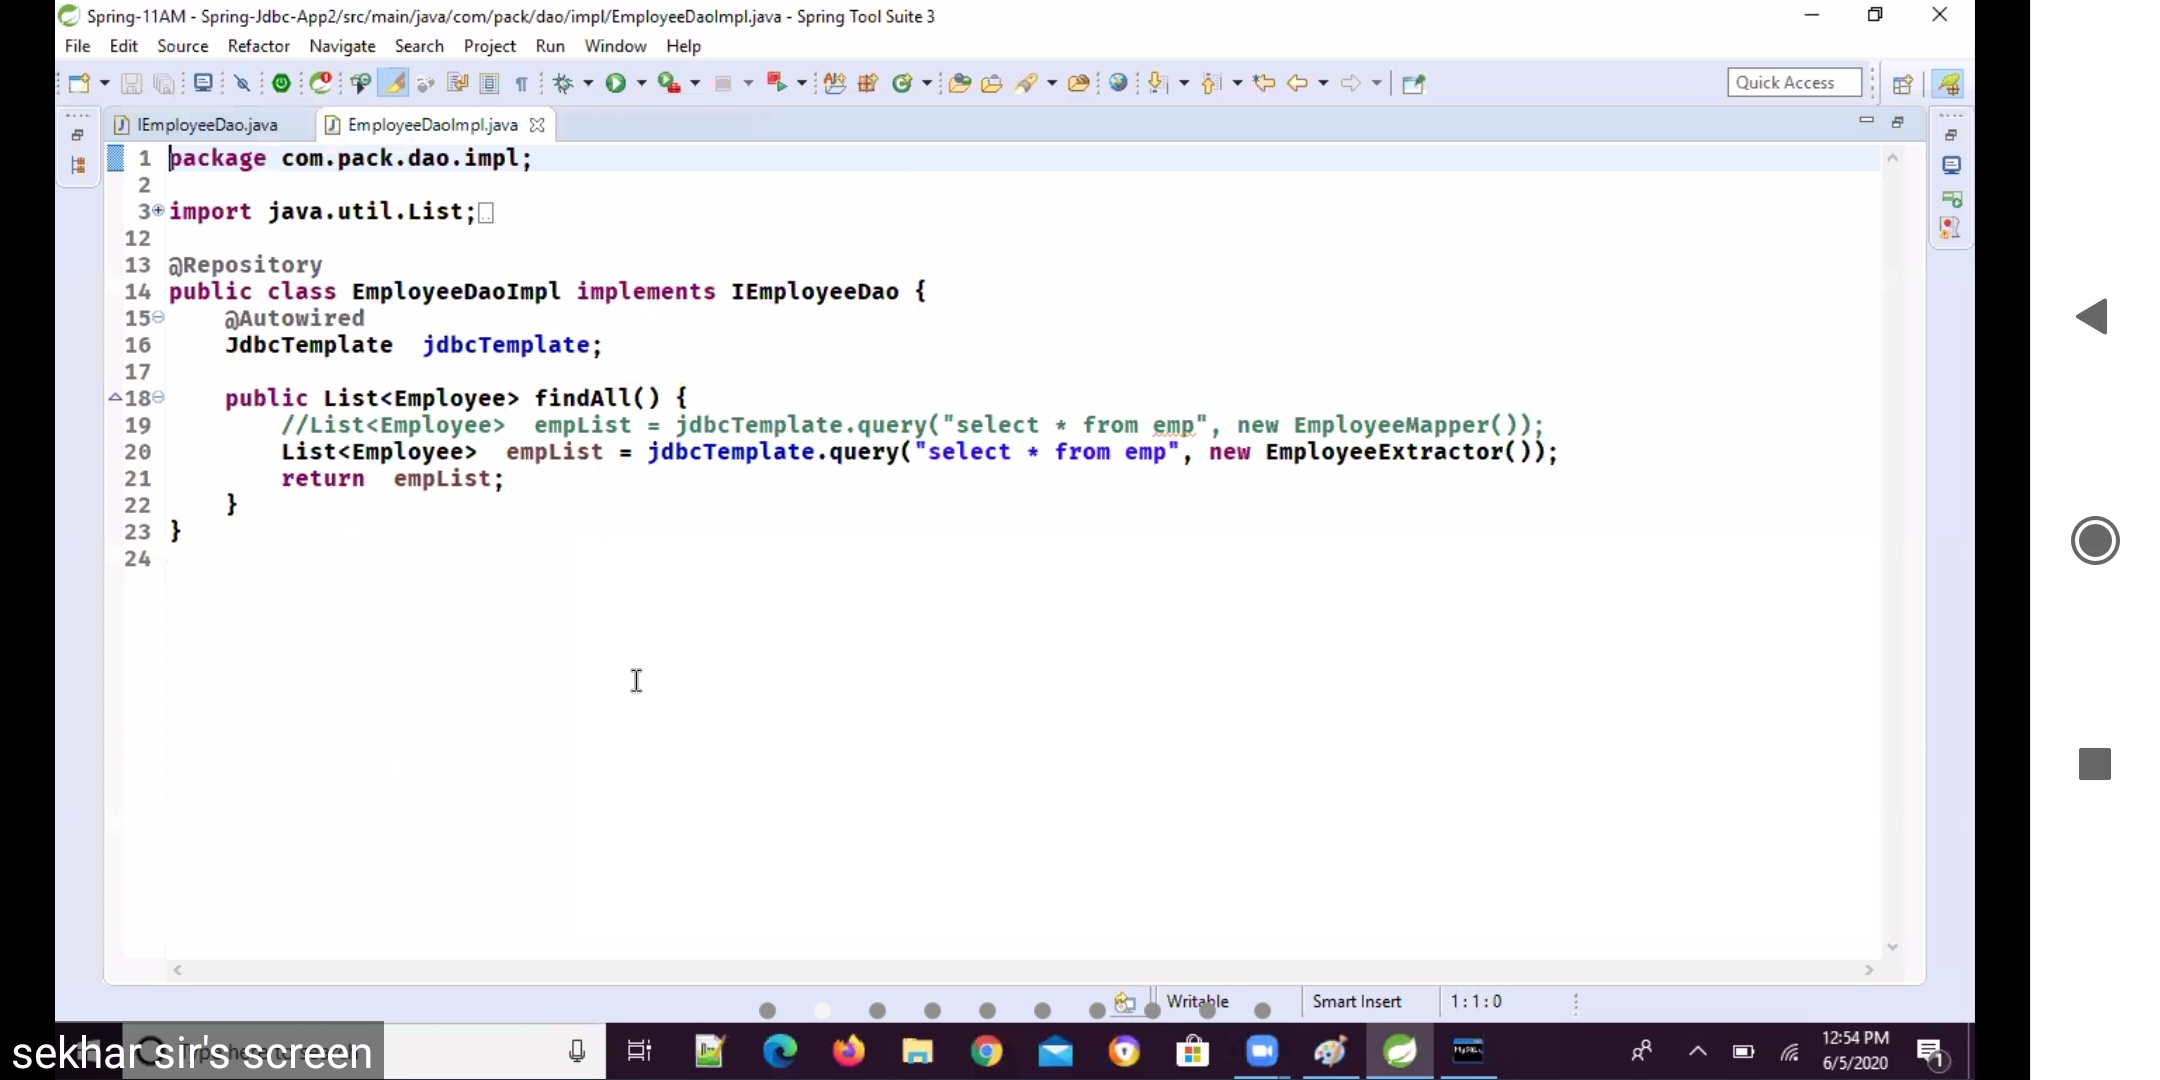 Spring-11AM - Spring-Jdbc-App2/src/main/java/com/pack/dao/impl/EmployeeDaoImpl.java - Spring Tool Suite 3
File Edit Source Refactor Navigate Search Project Run Window Help
Quick Access
IEmployeeDao.java EmployeeDaoImpl.java
1 package com.pack.dao.impl;
2
3 import java.util.List;
12
13 @Repository
14 public class EmployeeDaoImpl implements IEmployeeDao {
15 @Autowired
16 JdbcTemplate jdbcTemplate;
17
18 public List<Employee> findAll() {
19 //List<Employee> empList = jdbcTemplate.query("select * from emp", new EmployeeMapper());
20 List<Employee> empList = jdbcTemplate.query("select * from emp", new EmployeeExtractor());
21 return empList;
22 }
23 }
24
Writable Smart Insert 1 : 1 : 0
sekhar sir's screen
12:54 PM
6/5/2020
1